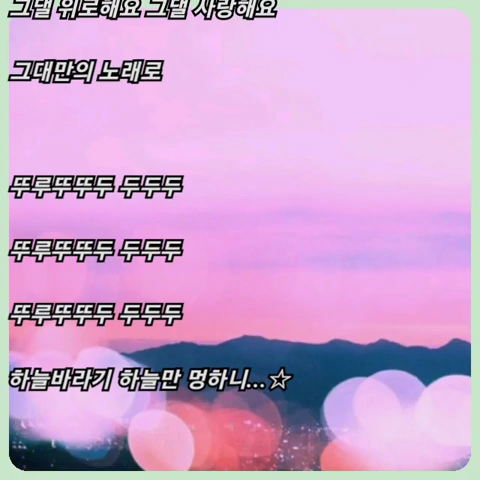 그댈 위로해요 그댈 사랑해요
그대만의 노래로
뚜루뚜뚜두 두두두
뚜루뚜뚜두 두두두
뚜루뚜뚜두 두두두
하늘바라기 하늘만 멍하니...☆